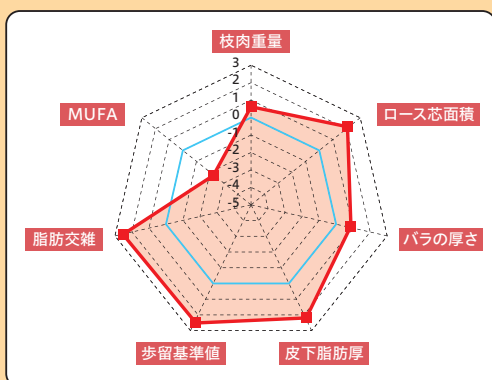 枝肉重量
3
2
1
0
-1
-2
-3
-4
-5
MUFA
ロース芯面積
脂肪交雑
バラの厚さ
歩留基準値
皮下脂肪厚